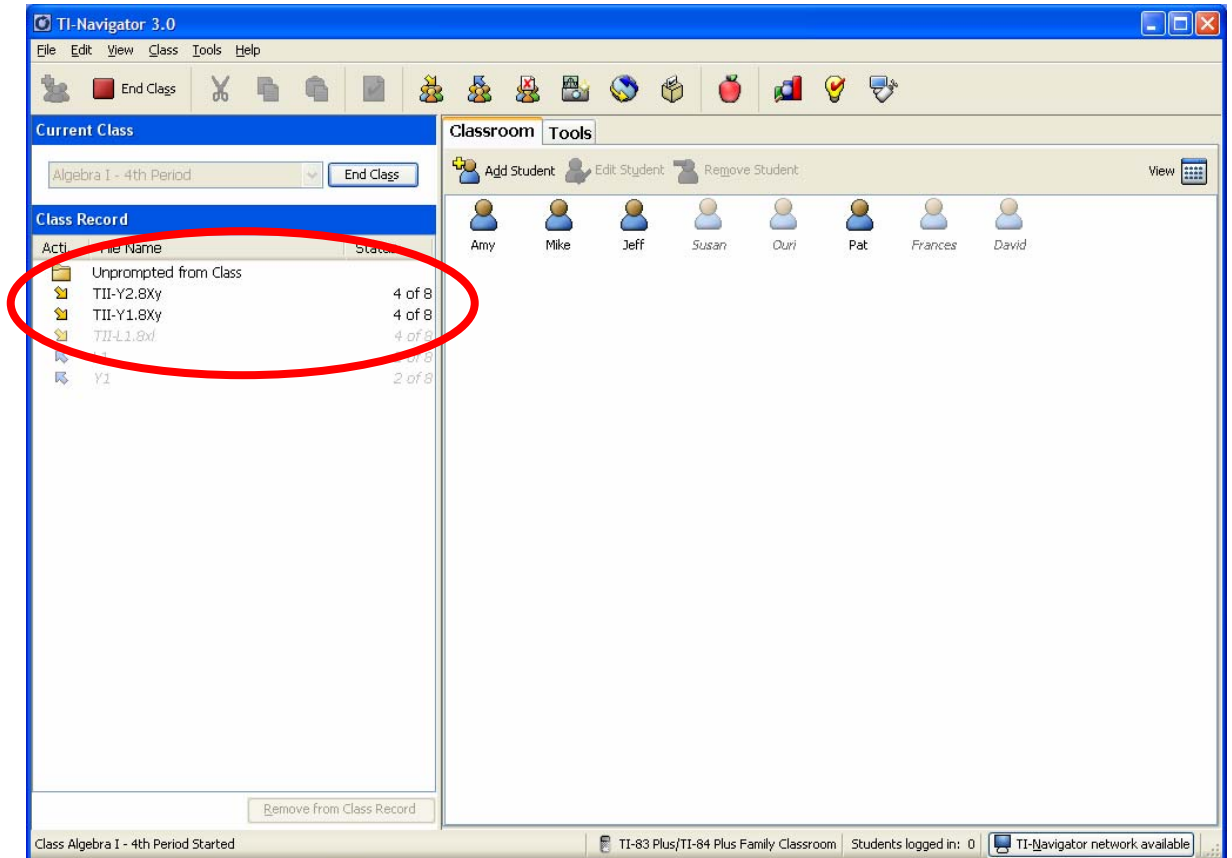 TI-Navigator 3.0
File Edit View Class Tools Help
End Class
Current Class
Algebra I - 4th Period End Class
Class Record
Acti File Name
Unprompted from Class
TII-Y2.8Xy 4 of 8
TII-Y1.8Xy 4 of 8
TII-L1.8xl 4 of 8
L1 of 8
Y1 2 of 8
Remove from Class Record
Classroom Tools
Add Student Edit Student Remove Student View
Amy Mike Jeff Susan Ouri Pat Frances David
Class Algebra I - 4th Period Started TI-83 Plus/TI-84 Plus Family Classroom Students logged in: 0 TI-Navigator network available